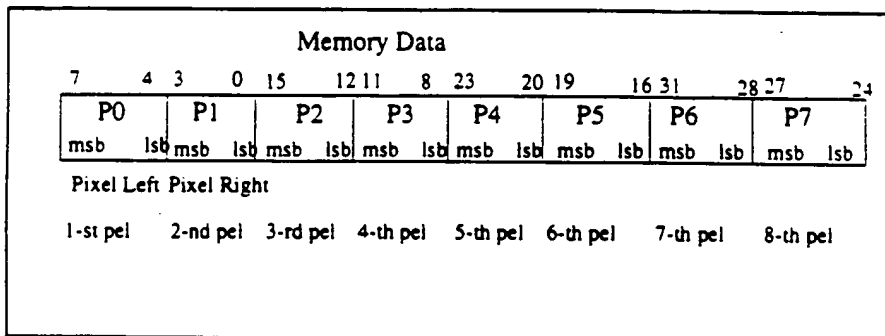 Memory Data
7 4 3 0 15 12 11 8 23 20 19 16 31 28 27 24
P0 P1 P2 P3 P4 P5 P6 P7
msb lsb msb lsb msb lsb msb lsb msb lsb msb lsb msb lsb msb lsb
Pixel Left Pixel Right
1-st pel 2-nd pel 3-rd pel 4-th pel 5-th pel 6-th pel 7-th pel 8-th pel